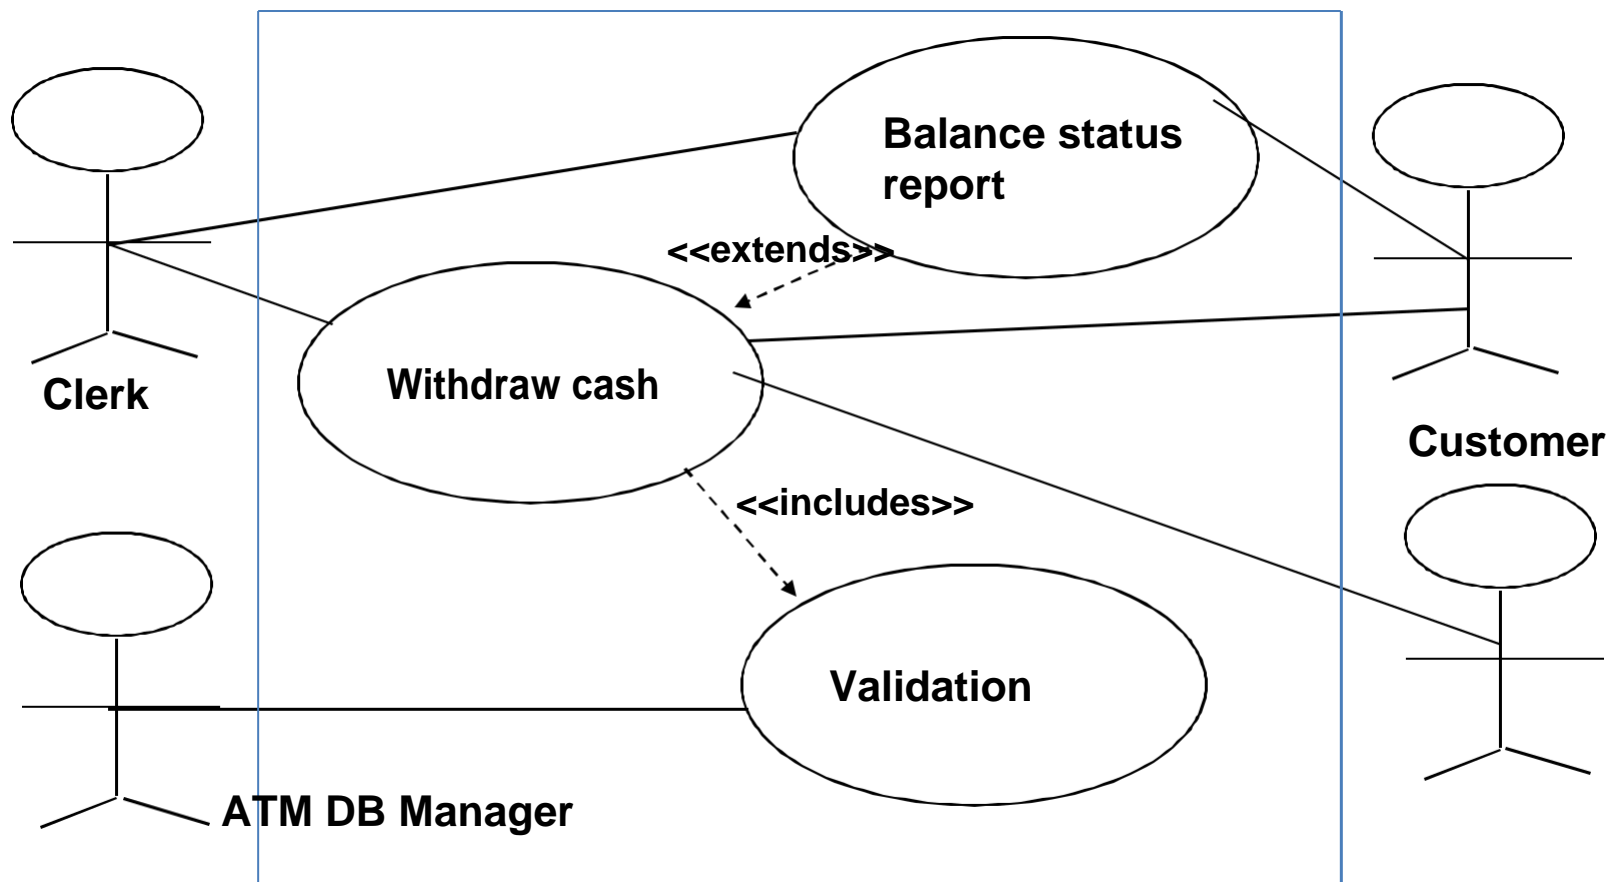 Balance status
report
<<extends>>
Withdraw cash
Clerk
Customer
<<includes>>
Validation
ATM DB Manager